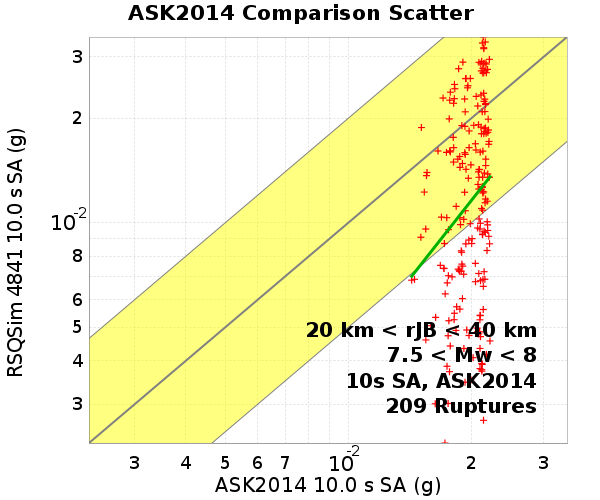 ASK2014 Comparison Scatter
RSQSim 4841 10.0 s SA (g)
3
2
10-2
8
6
5
4
3
20 km < rJB < 40 km
7.5 < Mw < 8
10s SA, ASK2014
209 Ruptures
3 4 5 6 7 10-2 2 3
ASK2014 10.0 s SA (g)